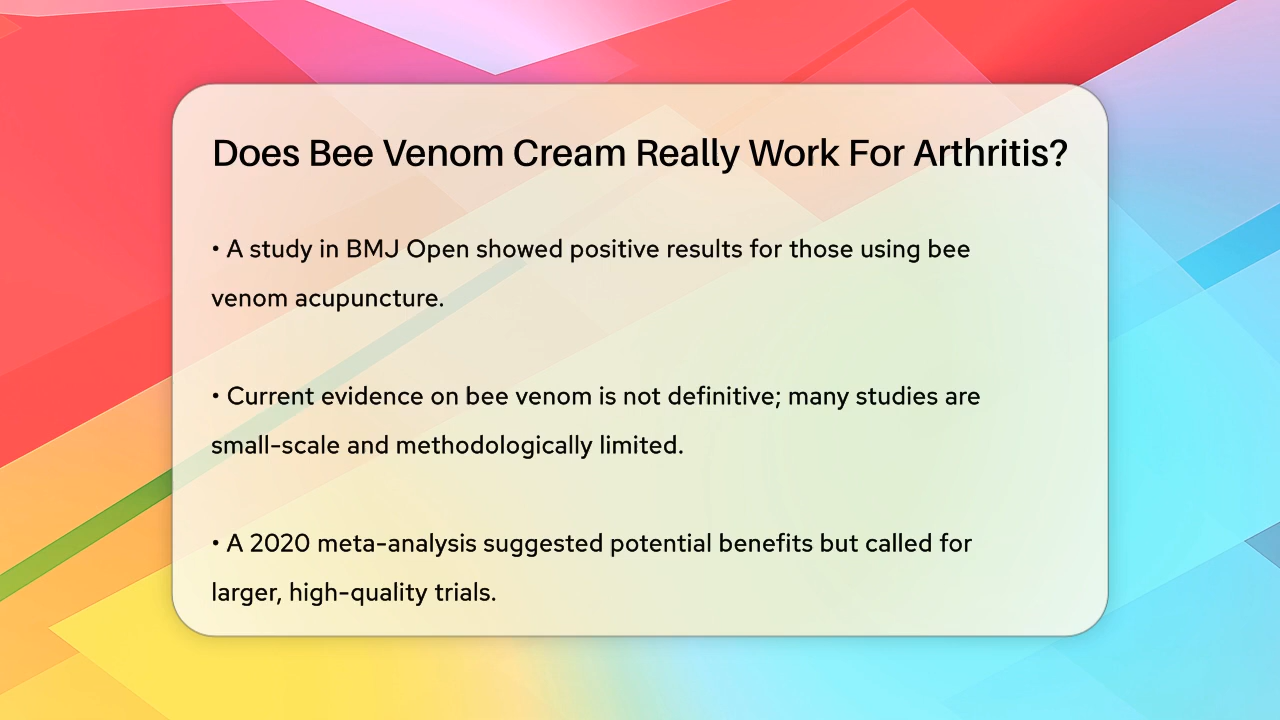 Does Bee Venom Cream Really Work For Arthritis?
• A study in BMJ Open showed positive results for those using bee
venom acupuncture.
• Current evidence on bee venom is not definitive; many studies are
small-scale and methodologically limited.
• A 2020 meta-analysis suggested potential benefits but called for
larger, high-quality trials.